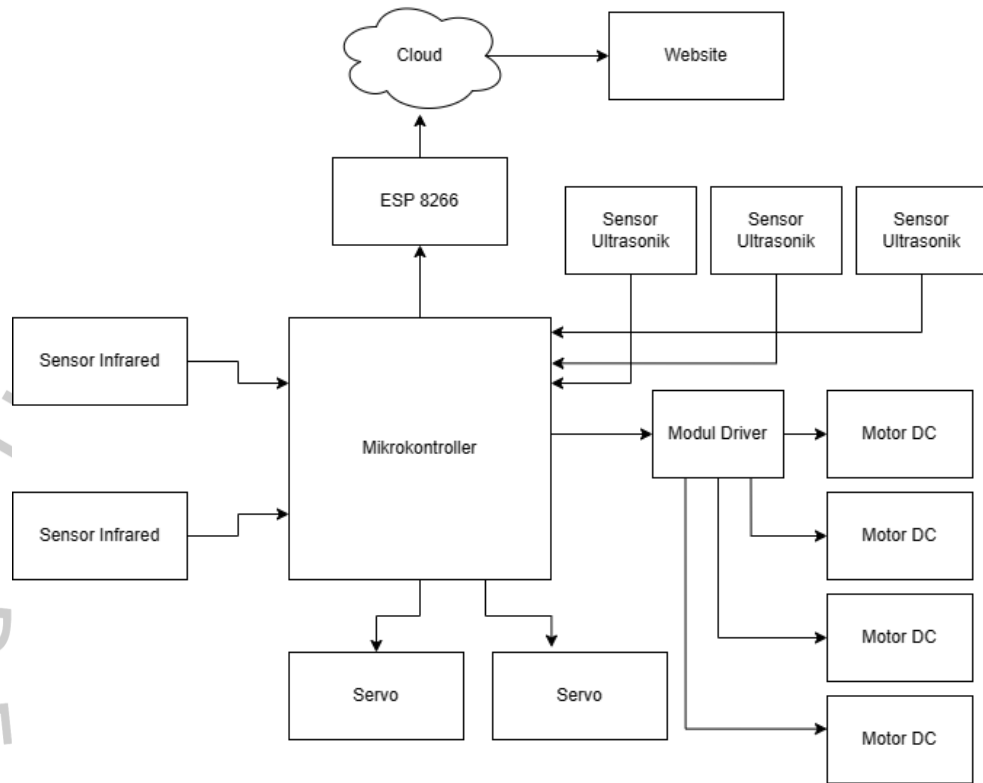 Cloud
Website
ESP 8266
Sensor
Ultrasonik
Sensor
Ultrasonik
Sensor
Ultrasonik
Sensor Infrared
Mikrokontroller
Modul Driver
Motor DC
Motor DC
Sensor Infrared
Motor DC
Servo
Servo
Motor DC